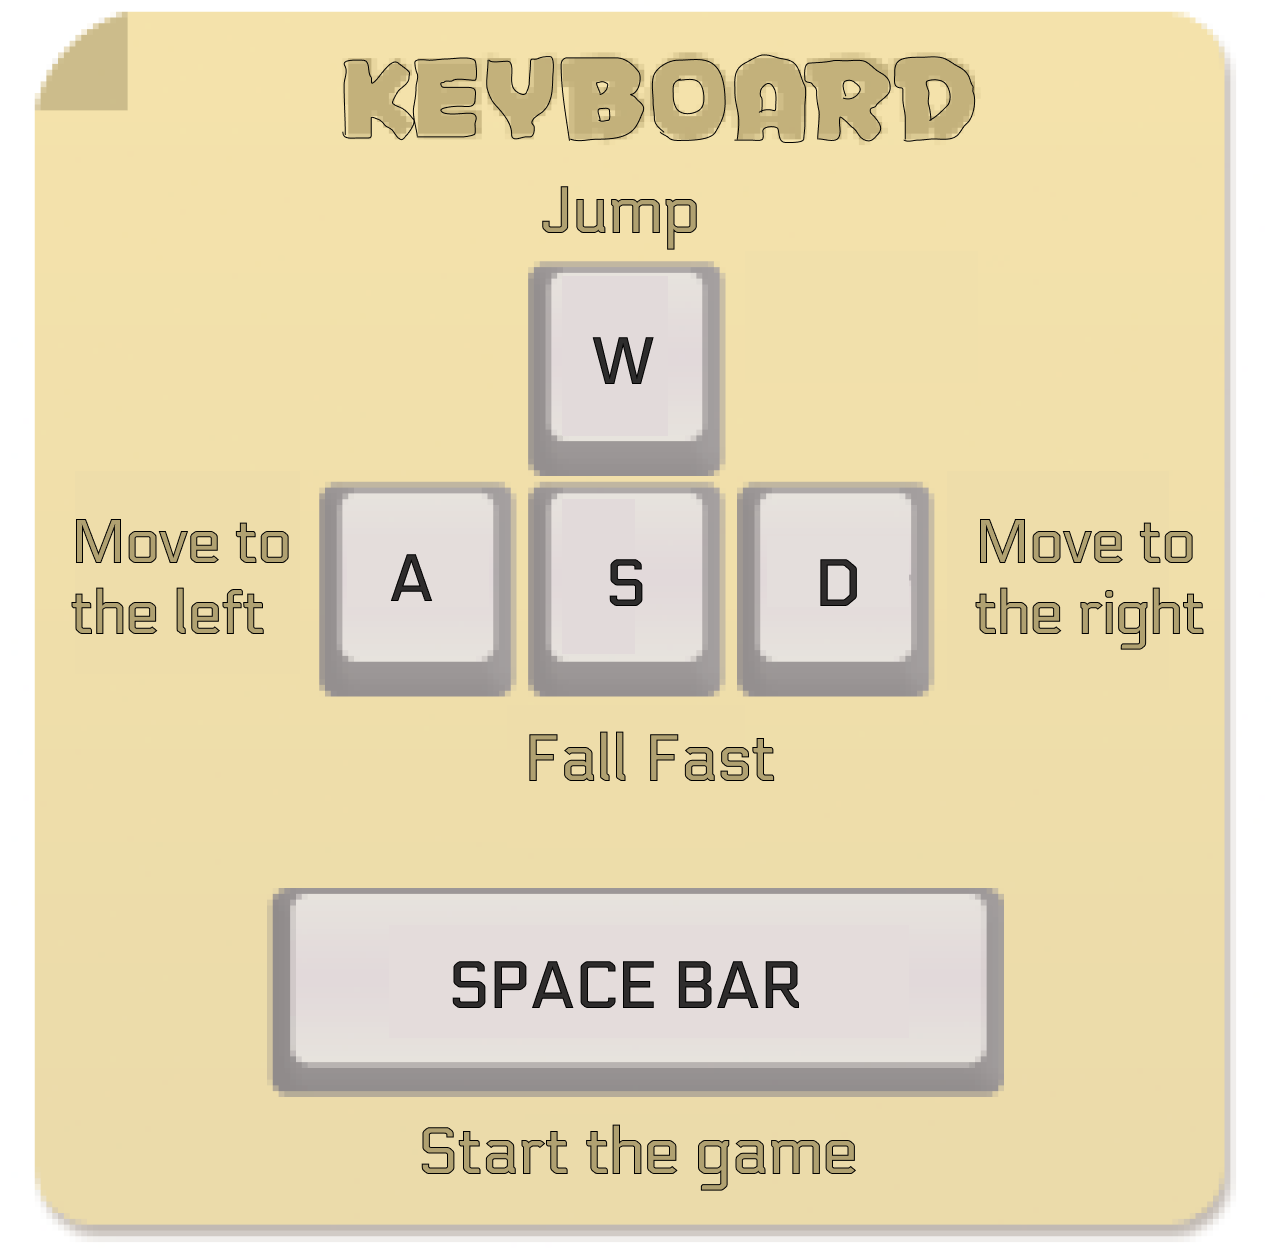 KEYBOARD
Jump
W
Move to
the left
A
S
D
Move to
the right
Fall Fast
SPACE BAR
Start the game